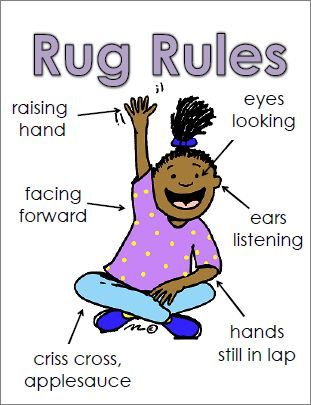 Rug Rules
raising
hand
eyes
looking
facing
forward
ears
listening
hands
still in lap
criss cross,
applesauce